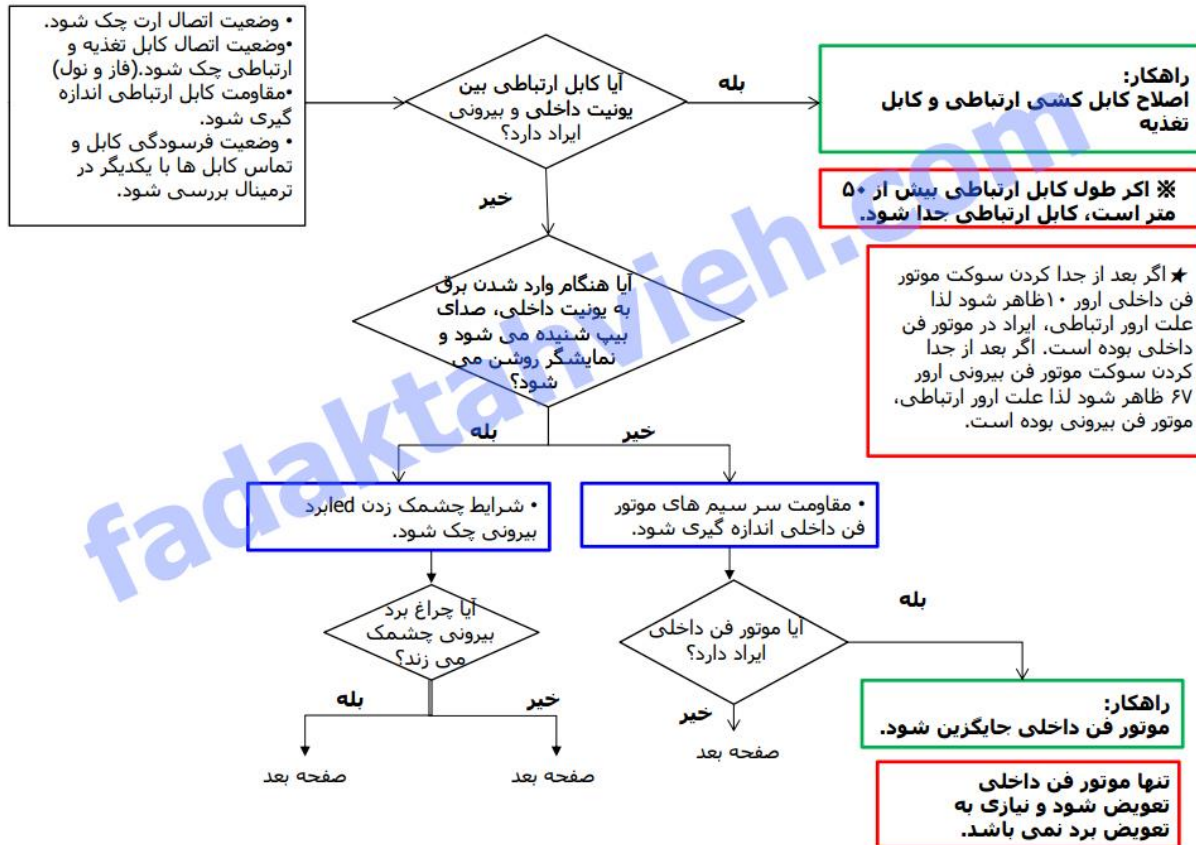 • وضعیت اتصال ارت چک شود.
•وضعیت اتصال کابل تغذیه و
ارتباطی چک شود.(فاز و نول)
•مقاومت کابل ارتباطی اندازه
گیری شود.
• وضعیت فرسودگی کابل و
تماس کابل ها با یکدیگر در
ترمینال بررسی شود.
آیا کابل ارتباطی بین
یونیت داخلی و بیرونی
ایراد دارد؟
بله
راهکار:
اصلاح کابل کشی ارتباطی و کابل
تغذیه
※ اکر طول کابل ارتباطی بیش از ۵۰
متر است، کابل ارتباطی جدا شود.
خیر
★ اگر بعد از جدا کردن سوکت موتور
فن داخلی ارور ۱۰ظاهر شود لذا
علت ارور ارتباطی، ایراد در موتور فن
داخلی بوده است. اگر بعد از جدا
کردن سوکت موتور فن بیرونی ارور
۶۷ ظاهر شود لذا علت ارور ارتباطی،
موتور فن بیرونی بوده است.
آیا هنگام وارد شدن برق
به یونیت داخلی، صدای
بیپ شنیده می شود و
نمایشگر روشن می
شود؟
خیر
بله
• مقاومت سر سیم های موتور
فن داخلی اندازه گیری شود.
• شرایط چشمک زدن ledبرد
بیرونی چک شود.
آیا موتور فن داخلی
ایراد دارد؟
بله
خیر
صفحه بعد
آیا چراغ برد
بیرونی چشمک
می زند؟
خیر
بله
صفحه بعد
صفحه بعد
راهکار:
موتور فن داخلی جایگزین شود.
تنها موتور فن داخلی
تعویض شود و نیازی به
تعویض برد نمی باشد.
fadaktahvieh.com